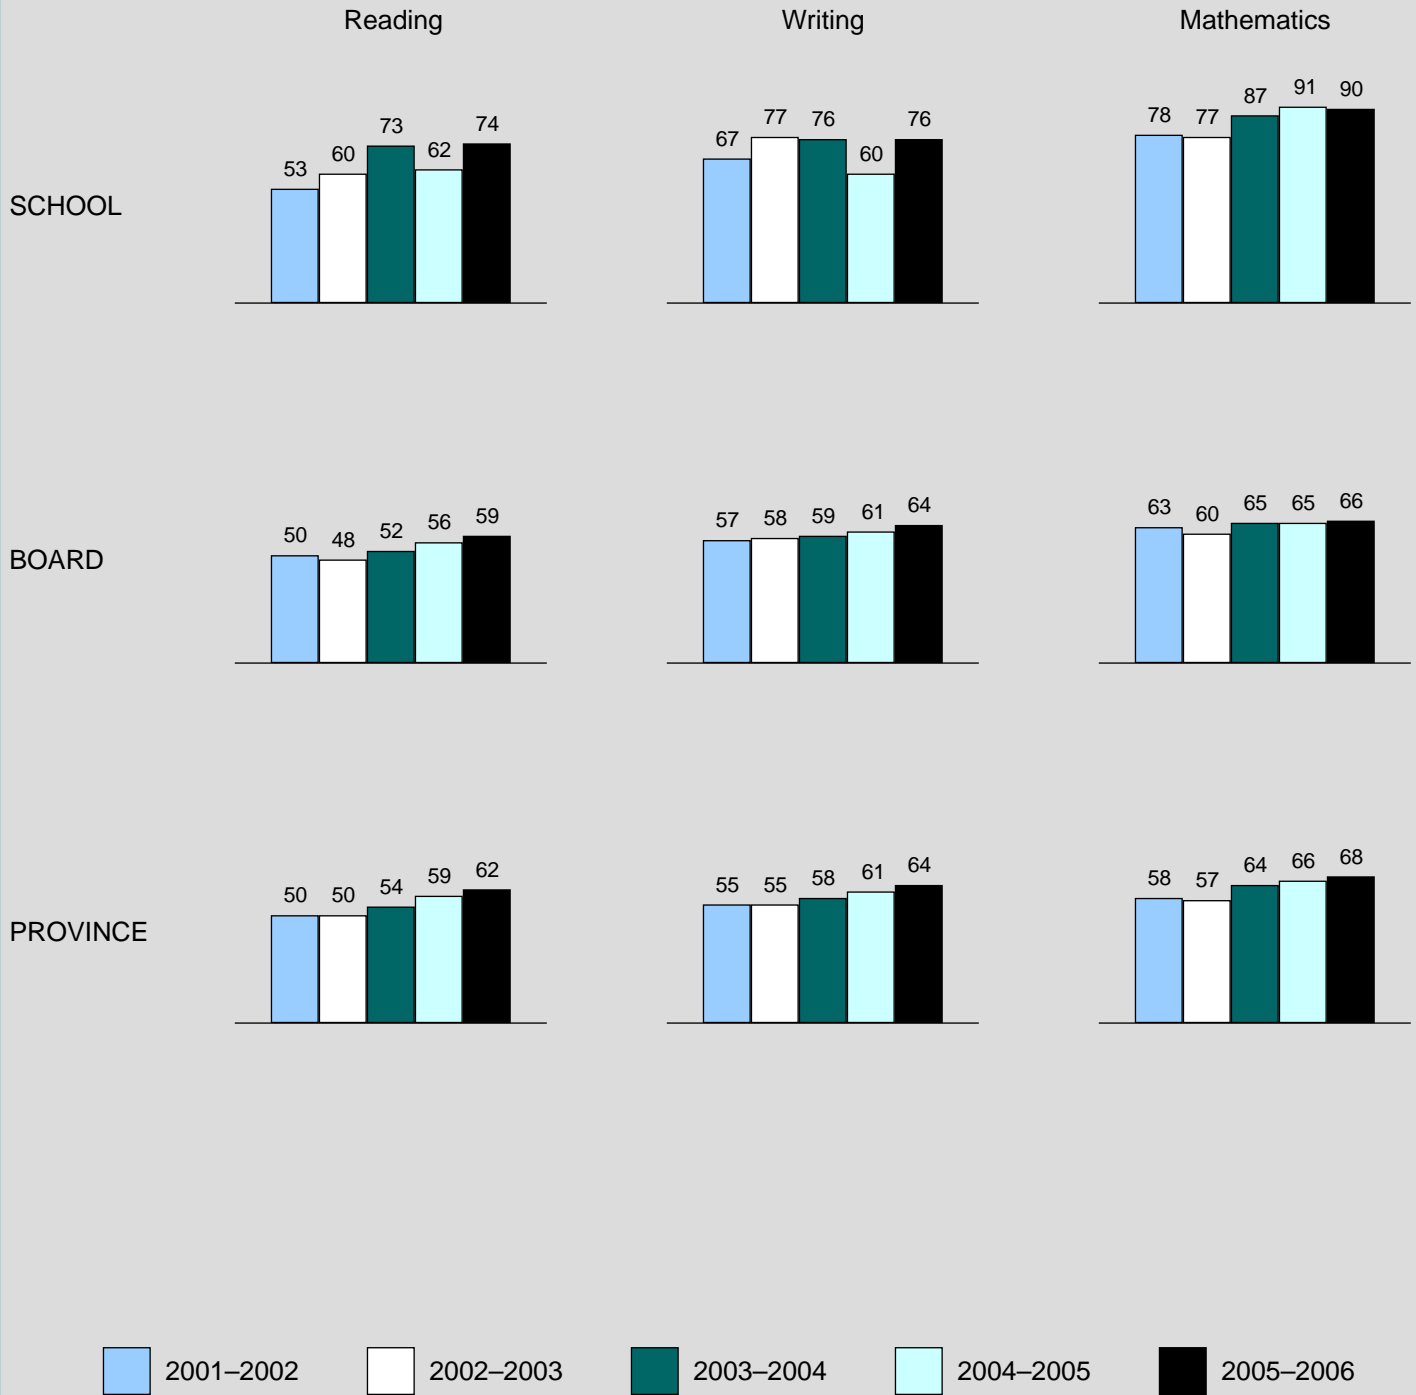 Reading Writing Mathematics
SCHOOL
53 60 73 62 74
67 77 76 60 76
78 77 87 91 90
BOARD
50 48 52 56 59
57 58 59 61 64
63 60 65 65 66
PROVINCE
50 50 54 59 62
55 55 58 61 64
58 57 64 66 68
2001–2002 2002–2003 2003–2004 2004–2005 2005–2006